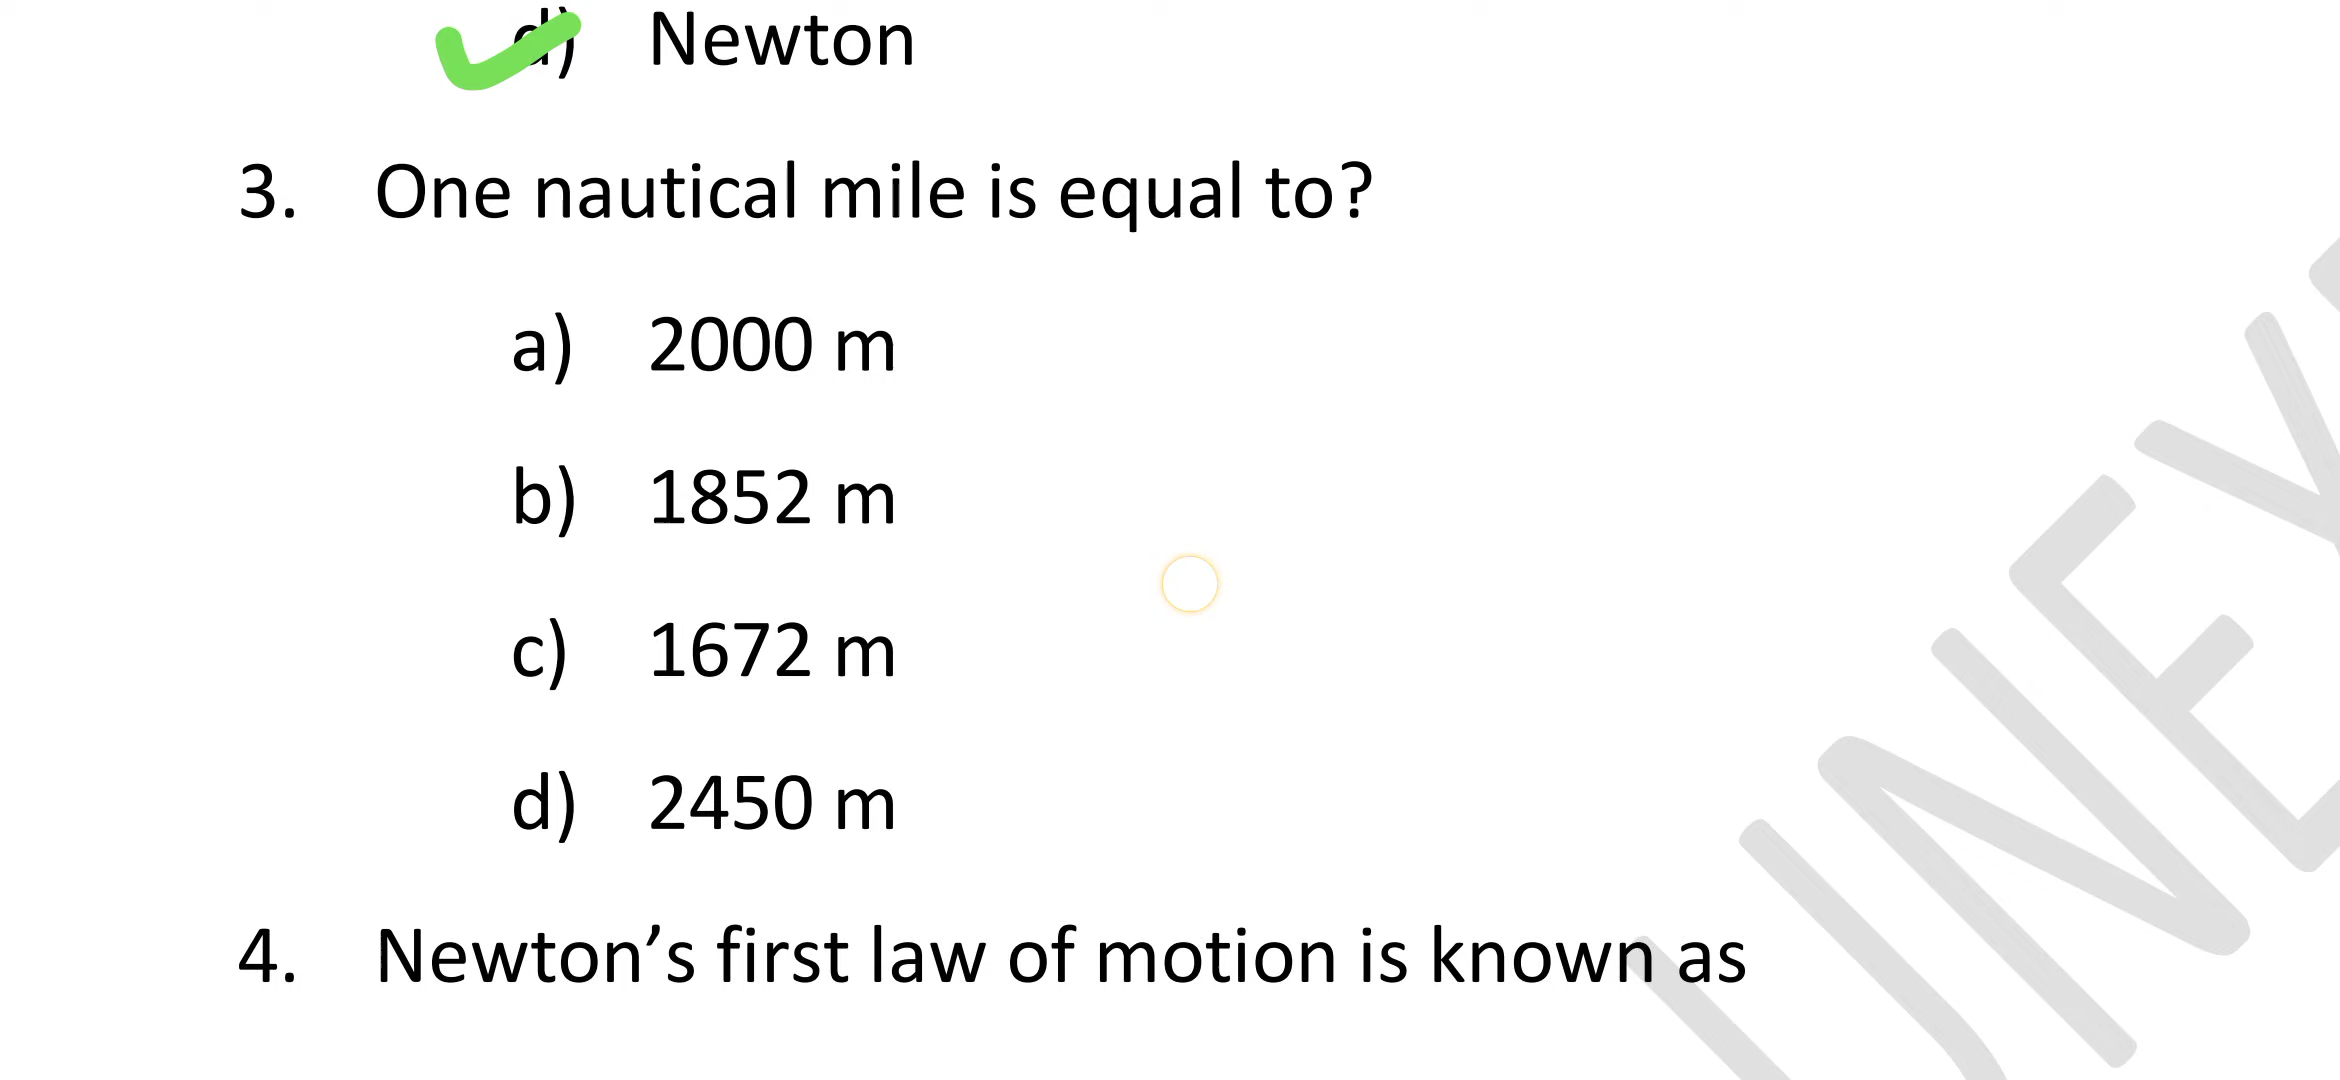 d) Newton
3. One nautical mile is equal to?
a) 2000 m
b) 1852 m
c) 1672 m
d) 2450 m
4. Newton’s first law of motion is known as